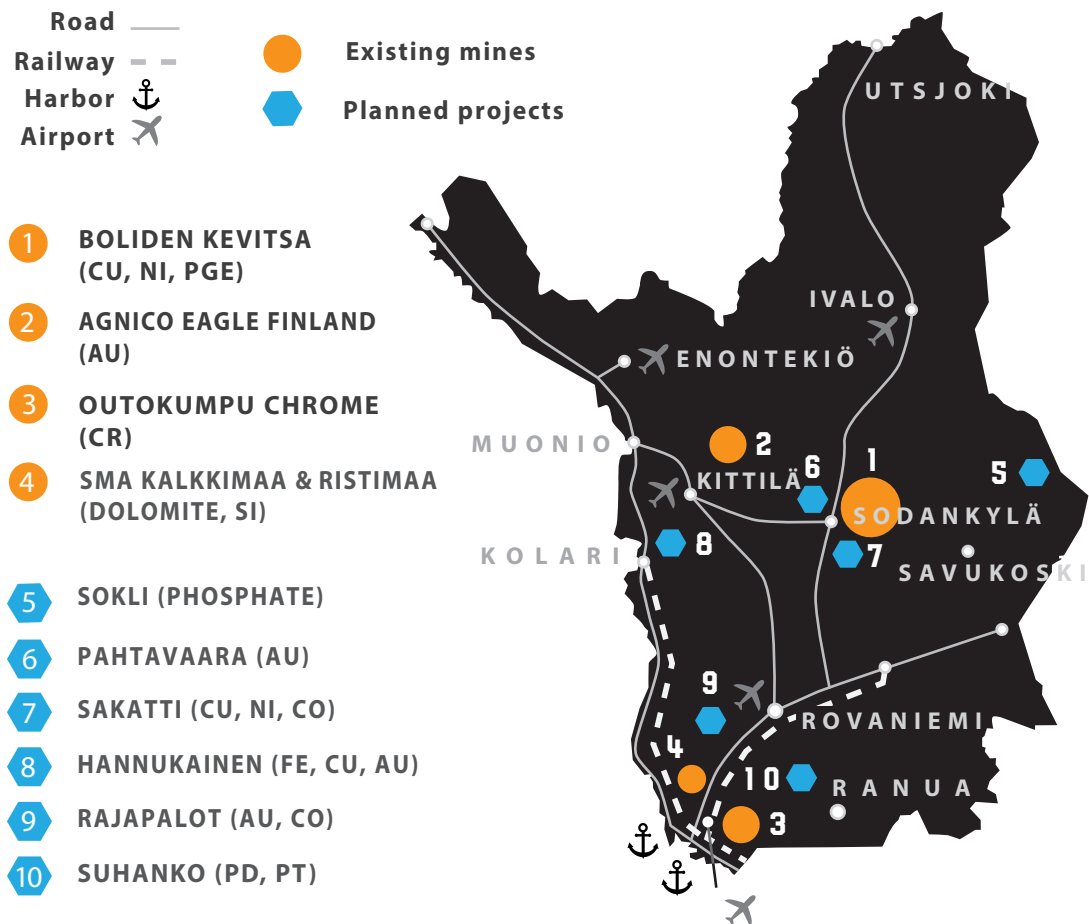 Road
Railway
Harbor
Airport
Existing mines
Planned projects
1 BOLIDEN KEVITSA
(CU, NI, PGE)
2 AGNICO EAGLE FINLAND
(AU)
3 OUTOKUMPU CHROME
(CR)
4 SMA KALKKIMAA & RISTIMAA
(DOLOMITE, SI)
5 SOKLI (PHOSPHATE)
6 PAHTAVAARA (AU)
7 SAKATTI (CU, NI, CO)
8 HANNUKAINEN (FE, CU, AU)
9 RAJAPALOT (AU, CO)
10 SUHANKO (PD, PT)
UTSJOKI
IVALO
ENONTEKIÖ
MUONIO
2
KITTILÄ
6
1
5
SODANKYLÄ
KOLARI
8
7
SAVUKOSKI
9
ROVANIEMI
4
10
RANUA
3